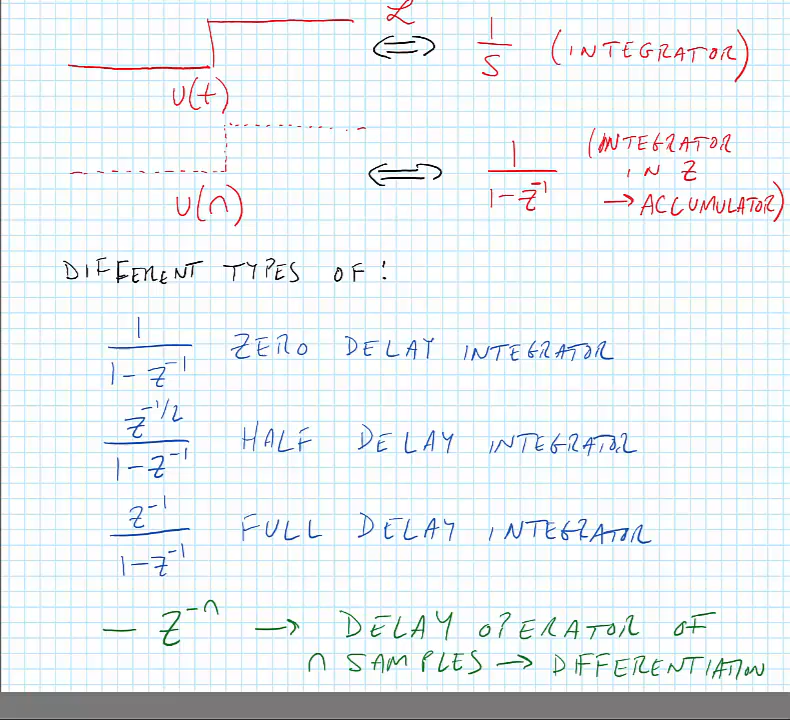 ℒ
U(t) ⇔ 1/S (INTEGRATOR)
U(n) ⇔ 1/(1-Z⁻¹) (INTEGRATOR
IN Z
→ ACCUMULATOR)
DIFFERENT TYPES OF:
1/(1-Z⁻¹) ZERO DELAY INTEGRATOR
Z^(-1/2)/(1-Z⁻¹) HALF DELAY INTEGRATOR
Z⁻¹/(1-Z⁻¹) FULL DELAY INTEGRATOR
— Z⁻ⁿ → DELAY OPERATOR OF
n SAMPLES → DIFFERENTIATION